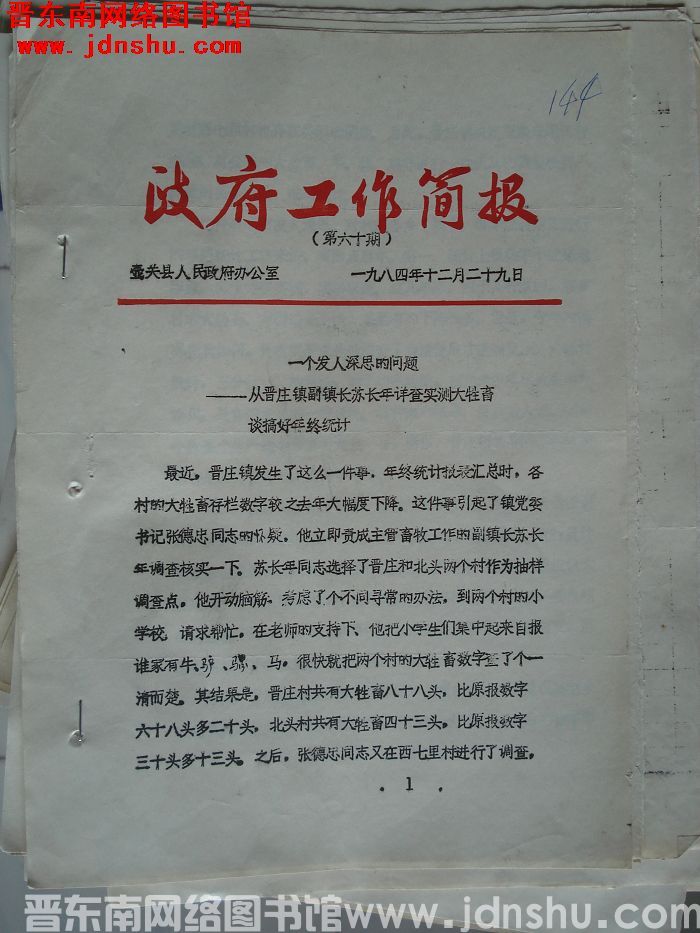 晋东南网络图书馆
www.jdnshu.com
144
政府工作简报
(第六十期)
壶关县人民政府办公室 一九八四年十二月二十九日
一个发人深思的问题
——从晋庄镇副镇长苏长年详查实测大牲畜
谈搞好年终统计
最近，晋庄镇发生了这么一件事，年终统计报表汇总时，各
村的大牲畜存栏数字较之去年大幅度下降。这件事引起了镇党委
书记张德忠同志的怀疑，他立即责成主管畜牧工作的副镇长苏长
年调查核实一下。苏长年同志选择了晋庄和北头两个村作为抽样
调查点。他开动脑筋，考虑了个不同寻常的办法，到两个村的小
学校，请求帮忙。在老师的支持下，他把小学生们集中起来自报
谁家有牛、驴、骡、马，很快就把两个村的大牲畜数字查了个一
清而楚。其结果是，晋庄村共有大牲畜八十八头，比原报数字
六十八头多二十头，北头村共有大牲畜四十三头，比原报数字
三十头多十三头。之后，张德忠同志又在西七里村进行了调查，
. 1 .
晋东南网络图书馆www.jdnshu.com